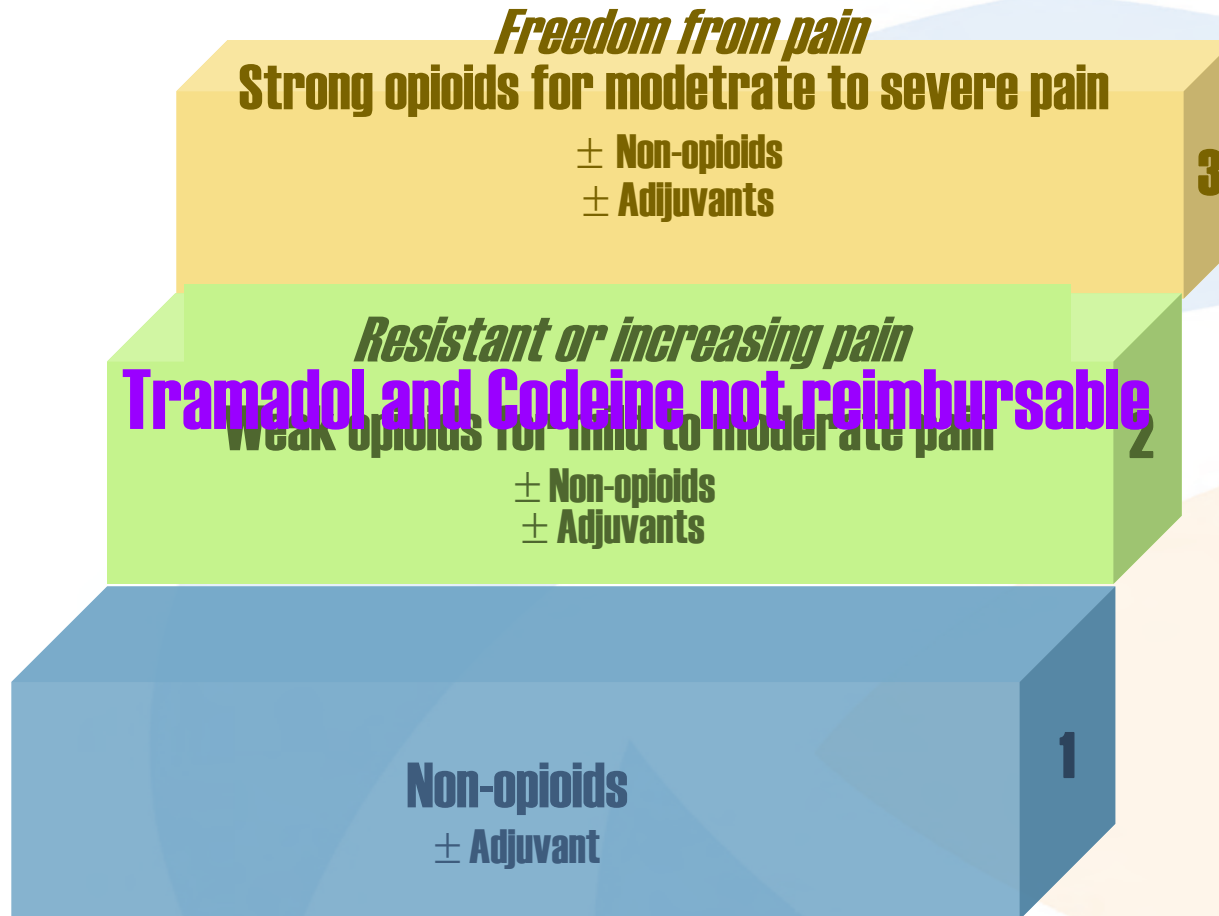 Freedom from pain
Strong opioids for modetrate to severe pain
± Non-opioids
± Adijuvants
3
Resistant or increasing pain
Tramadol and Codeine not reimbursable
Weak opioids for mild to moderate pain
2
± Non-opioids
± Adjuvants
1
Non-opioids
± Adjuvant